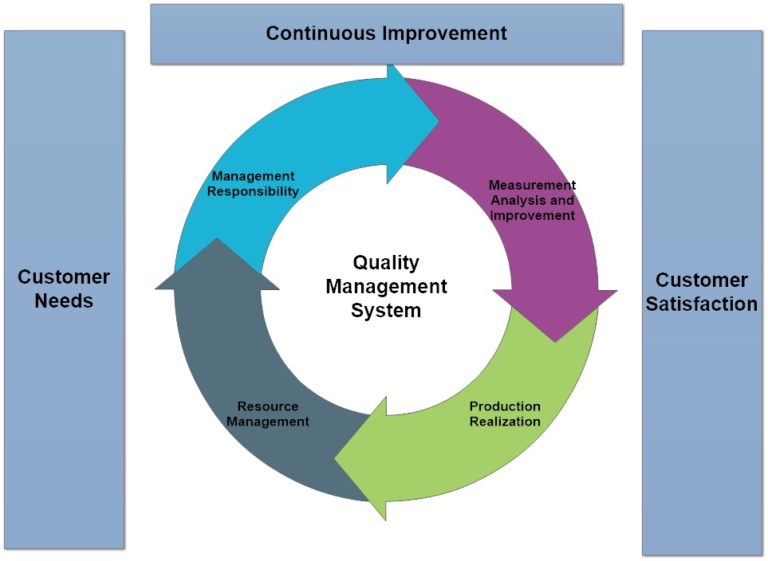 Continuous Improvement
Management
Responsibility
Measurement
Analysis and
Improvement
Customer
Needs
Quality
Management
System
Customer
Satisfaction
Resource
Management
Production
Realization